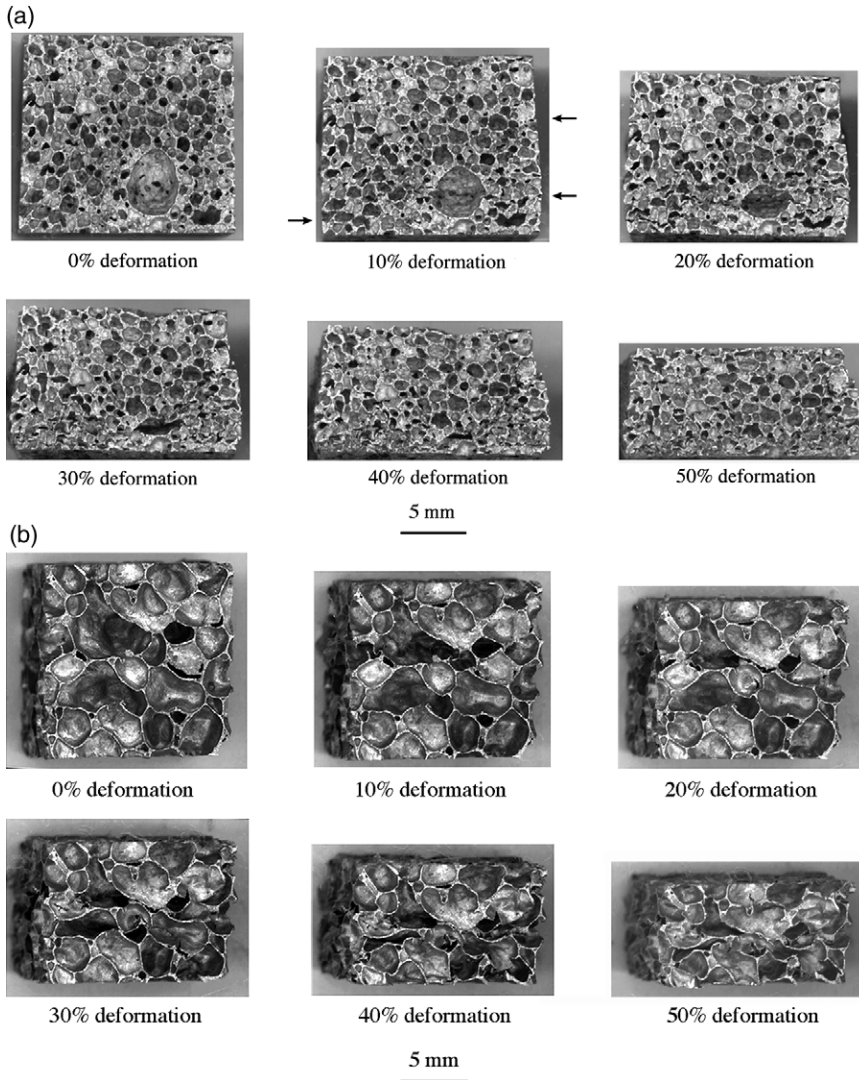 (a)
0% deformation
10% deformation
20% deformation
30% deformation
40% deformation
50% deformation
5 mm
(b)
0% deformation
10% deformation
20% deformation
30% deformation
40% deformation
50% deformation
5 mm